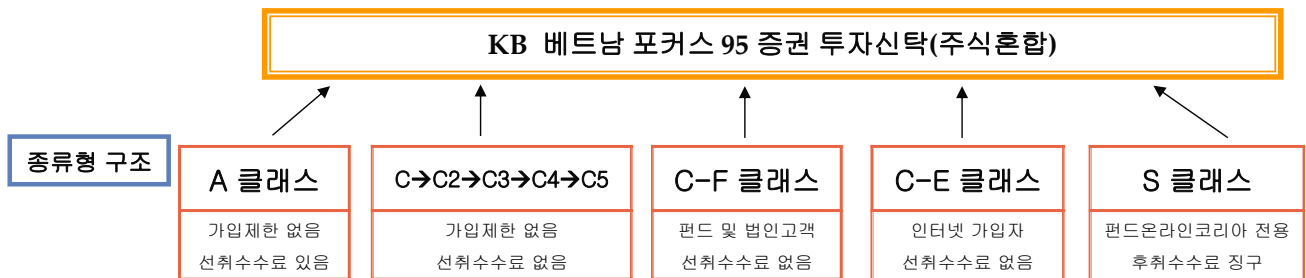 KB 베트남 포커스 95 증권 투자신탁(주식혼합)
종류형 구조
A 클래스
가입제한 없음
선취수수료 있음
C→C2→C3→C4→C5
가입제한 없음
선취수수료 없음
C-F 클래스
펀드 및 법인고객
선취수수료 없음
C-E 클래스
인터넷 가입자
선취수수료 없음
S 클래스
펀드온라인코리아 전용
후취수수료 징구